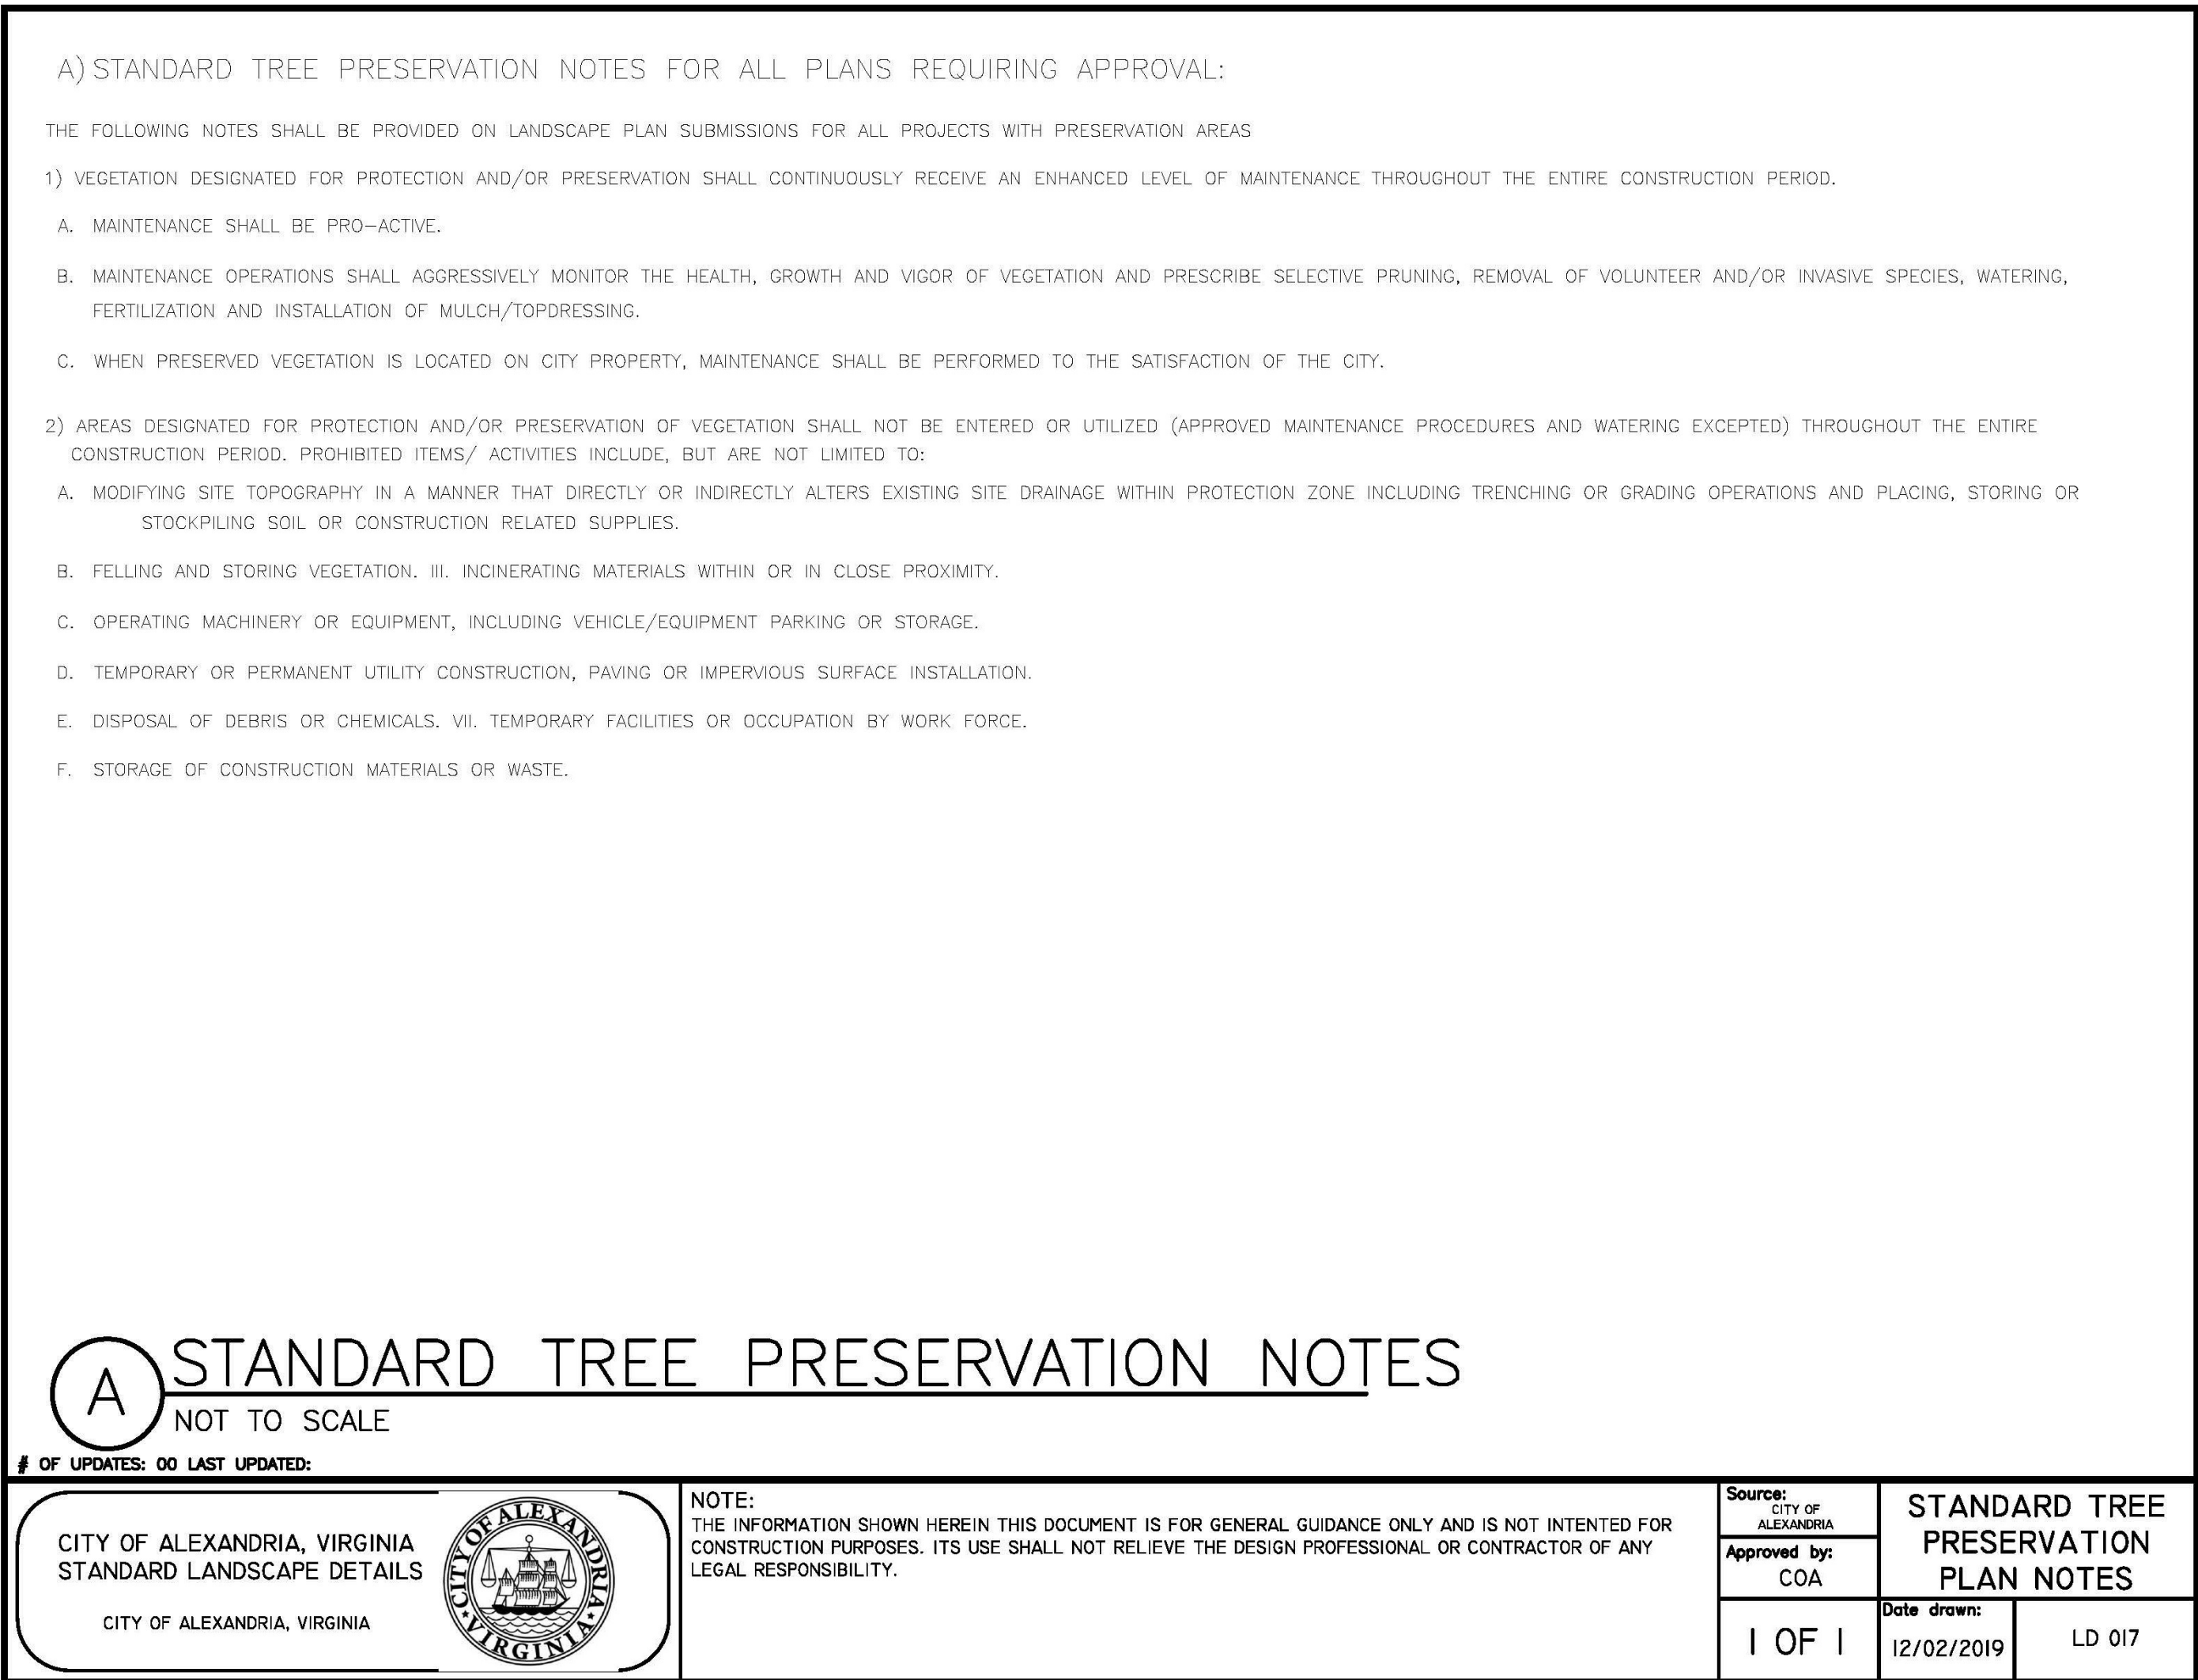 A) STANDARD TREE PRESERVATION NOTES FOR ALL PLANS REQUIRING APPROVAL:
THE FOLLOWING NOTES SHALL BE PROVIDED ON LANDSCAPE PLAN SUBMISSIONS FOR ALL PROJECTS WITH PRESERVATION AREAS
1) VEGETATION DESIGNATED FOR PROTECTION AND/OR PRESERVATION SHALL CONTINUOUSLY RECEIVE AN ENHANCED LEVEL OF MAINTENANCE THROUGHOUT THE ENTIRE CONSTRUCTION PERIOD.
A. MAINTENANCE SHALL BE PRO-ACTIVE.
B. MAINTENANCE OPERATIONS SHALL AGGRESSIVELY MONITOR THE HEALTH, GROWTH AND VIGOR OF VEGETATION AND PRESCRIBE SELECTIVE PRUNING, REMOVAL OF VOLUNTEER AND/OR INVASIVE SPECIES, WATERING,
FERTILIZATION AND INSTALLATION OF MULCH/TOPDRESSING.
C. WHEN PRESERVED VEGETATION IS LOCATED ON CITY PROPERTY, MAINTENANCE SHALL BE PERFORMED TO THE SATISFACTION OF THE CITY.
2) AREAS DESIGNATED FOR PROTECTION AND/OR PRESERVATION OF VEGETATION SHALL NOT BE ENTERED OR UTILIZED (APPROVED MAINTENANCE PROCEDURES AND WATERING EXCEPTED) THROUGHOUT THE ENTIRE
CONSTRUCTION PERIOD. PROHIBITED ITEMS/ ACTIVITIES INCLUDE, BUT ARE NOT LIMITED TO:
A. MODIFYING SITE TOPOGRAPHY IN A MANNER THAT DIRECTLY OR INDIRECTLY ALTERS EXISTING SITE DRAINAGE WITHIN PROTECTION ZONE INCLUDING TRENCHING OR GRADING OPERATIONS AND PLACING, STORING OR
STOCKPILING SOIL OR CONSTRUCTION RELATED SUPPLIES.
B. FELLING AND STORING VEGETATION. III. INCINERATING MATERIALS WITHIN OR IN CLOSE PROXIMITY.
C. OPERATING MACHINERY OR EQUIPMENT, INCLUDING VEHICLE/EQUIPMENT PARKING OR STORAGE.
D. TEMPORARY OR PERMANENT UTILITY CONSTRUCTION, PAVING OR IMPERVIOUS SURFACE INSTALLATION.
E. DISPOSAL OF DEBRIS OR CHEMICALS. VII. TEMPORARY FACILITIES OR OCCUPATION BY WORK FORCE.
F. STORAGE OF CONSTRUCTION MATERIALS OR WASTE.
A STANDARD TREE PRESERVATION NOTES
NOT TO SCALE
# OF UPDATES: 00 LAST UPDATED:
CITY OF ALEXANDRIA, VIRGINIA
STANDARD LANDSCAPE DETAILS
CITY OF ALEXANDRIA, VIRGINIA
CITY OF ALEXANDRIA VIRGINIA
NOTE:
THE INFORMATION SHOWN HEREIN THIS DOCUMENT IS FOR GENERAL GUIDANCE ONLY AND IS NOT INTENTED FOR
CONSTRUCTION PURPOSES. ITS USE SHALL NOT RELIEVE THE DESIGN PROFESSIONAL OR CONTRACTOR OF ANY
LEGAL RESPONSIBILITY.
Source:
CITY OF
ALEXANDRIA
Approved by:
COA
1 OF 1
STANDARD TREE
PRESERVATION
PLAN NOTES
Date drawn:
12/02/2019
LD 017